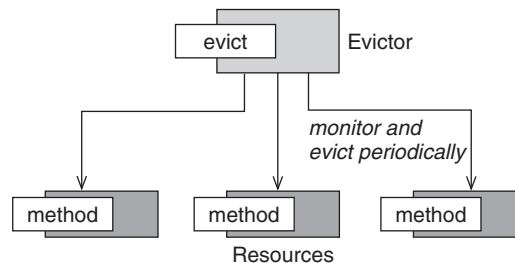 evict
Evictor
monitor and
evict periodically
method
method
method
Resources